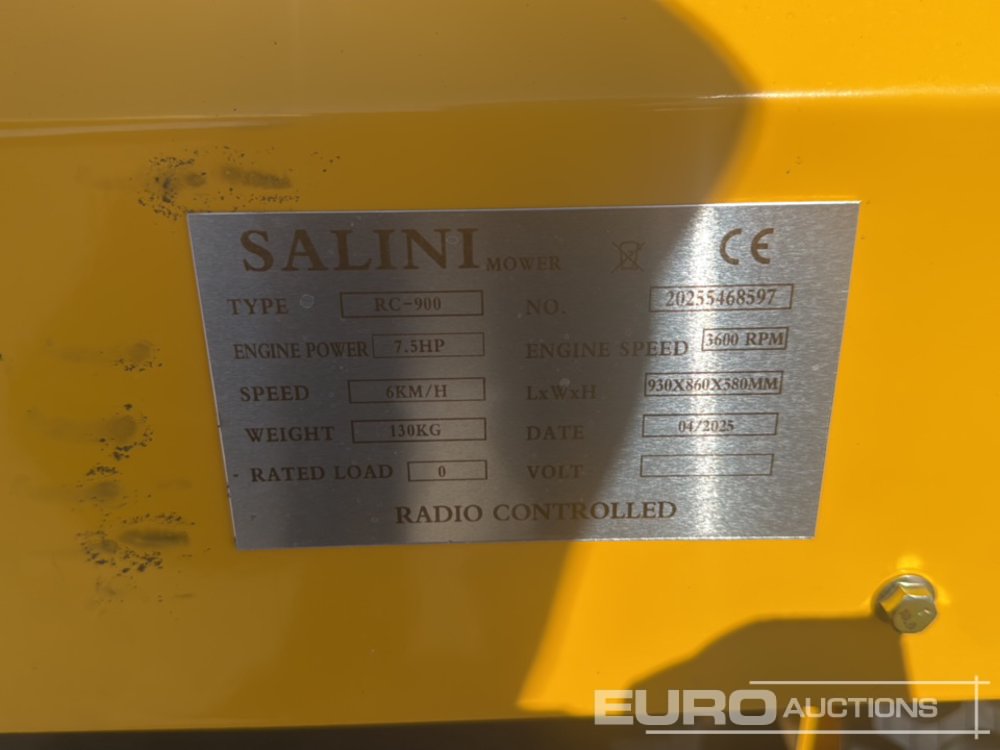 SALINI MOWER CE
TYPE RC-900 NO. 20255468597
ENGINE POWER 7.5HP ENGINE SPEED 3600 RPM
SPEED 6KM/H LxWxH 930X860X580MM
WEIGHT 130KG DATE 04/2025
RATED LOAD 0 VOLT
RADIO CONTROLLED
EURO AUCTIONS